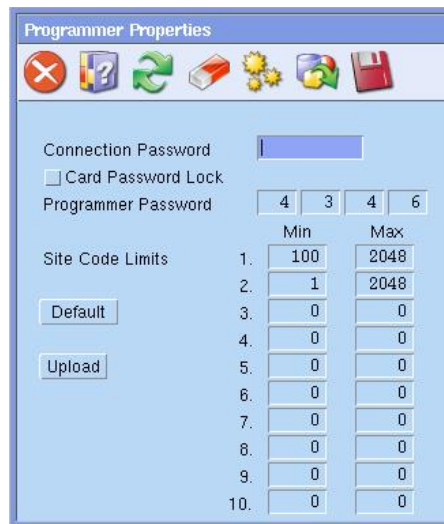 Programmer Properties
Connection Password
Card Password Lock
Programmer Password 4 3 4 6
Min Max
Site Code Limits 1. 100 2048
2. 1 2048
Default 3. 0 0
4. 0 0
Upload 5. 0 0
6. 0 0
7. 0 0
8. 0 0
9. 0 0
10. 0 0